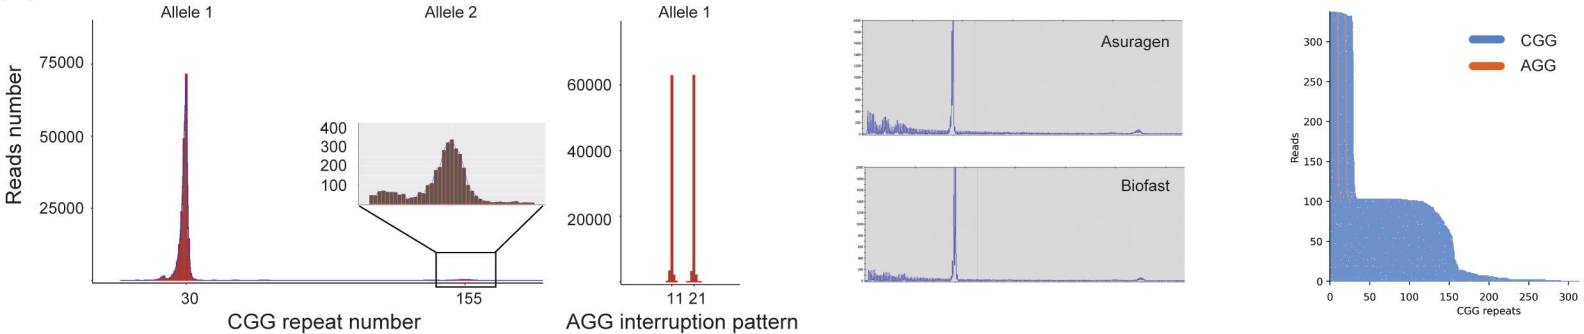 Allele 1
Allele 2
Reads number
75000
50000
25000
400
300
200
100
30
155
CGG repeat number
Allele 1
60000
40000
20000
11 21
AGG interruption pattern
Asuragen
Biofast
Reads
300
250
200
150
100
50
0
CGG
AGG
0 50 100 150 200 250 300
CGG repeats